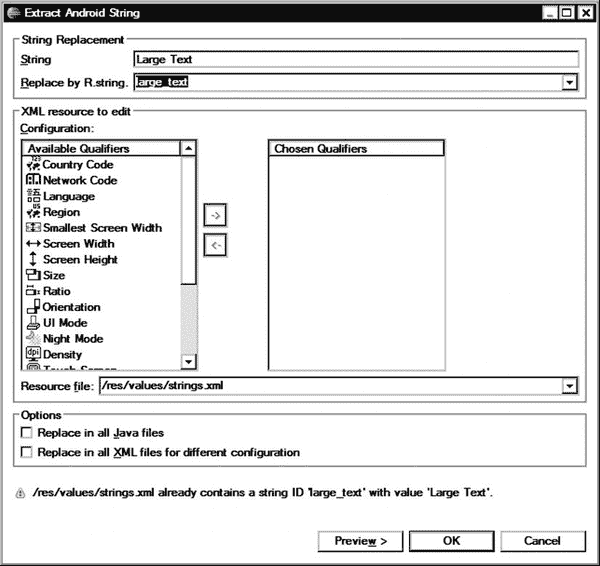 Extract Android String
String Replacement
String
Large Text
Replace by R.string.
large_text
XML resource to edit
Configuration:
Available Qualifiers
Chosen Qualifiers
Country Code
Network Code
Language
Region
Smallest Screen Width
Screen Width
Screen Height
Size
Ratio
Orientation
UI Mode
Night Mode
Density
Touch Screen
Resource file:
/res/values/strings.xml
Options
Replace in all Java files
Replace in all XML files for different configuration
/res/values/strings.xml already contains a string ID 'large_text' with value 'Large Text'.
Preview >
OK
Cancel